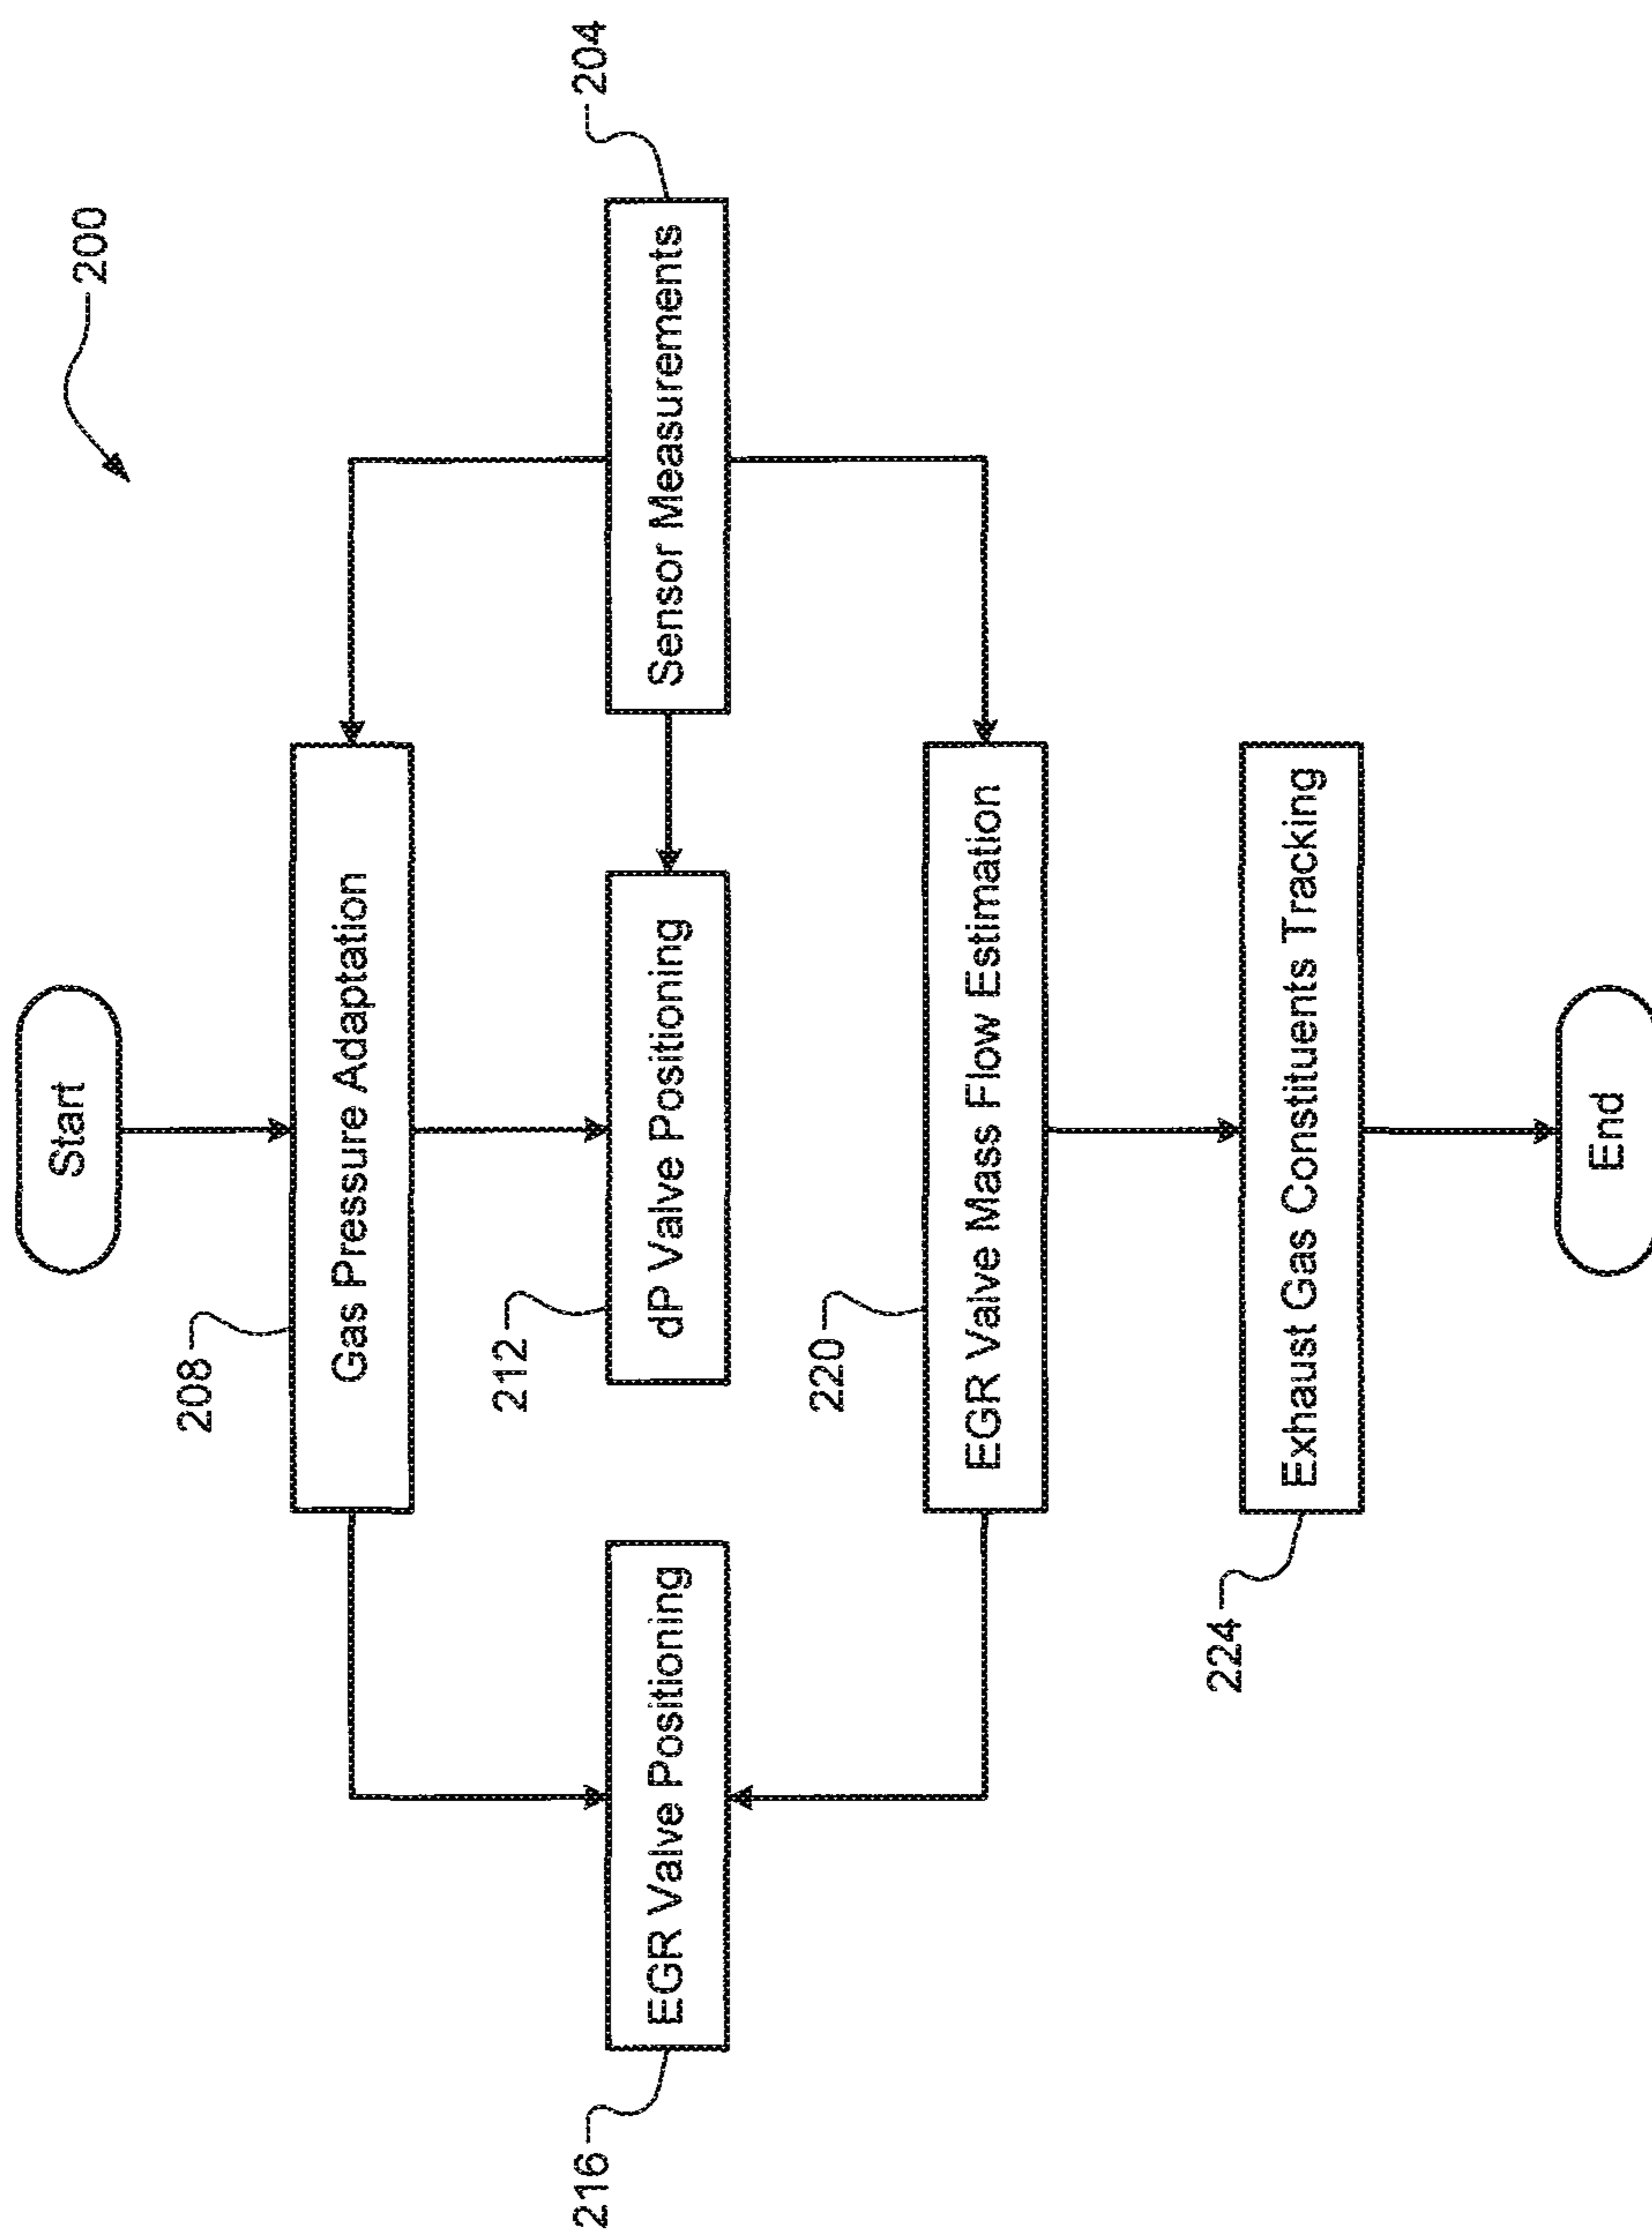 200
Start
208
Gas Pressure Adaptation
204
Sensor Measurements
212
dP Valve Positioning
216
EGR Valve Positioning
220
EGR Valve Mass Flow Estimation
224
Exhaust Gas Constituents Tracking
End